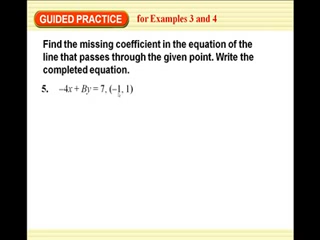 GUIDED PRACTICE for Examples 3 and 4
Find the missing coefficient in the equation of the
line that passes through the given point. Write the
completed equation.
5. –4x + By = 7, (–1, 1)